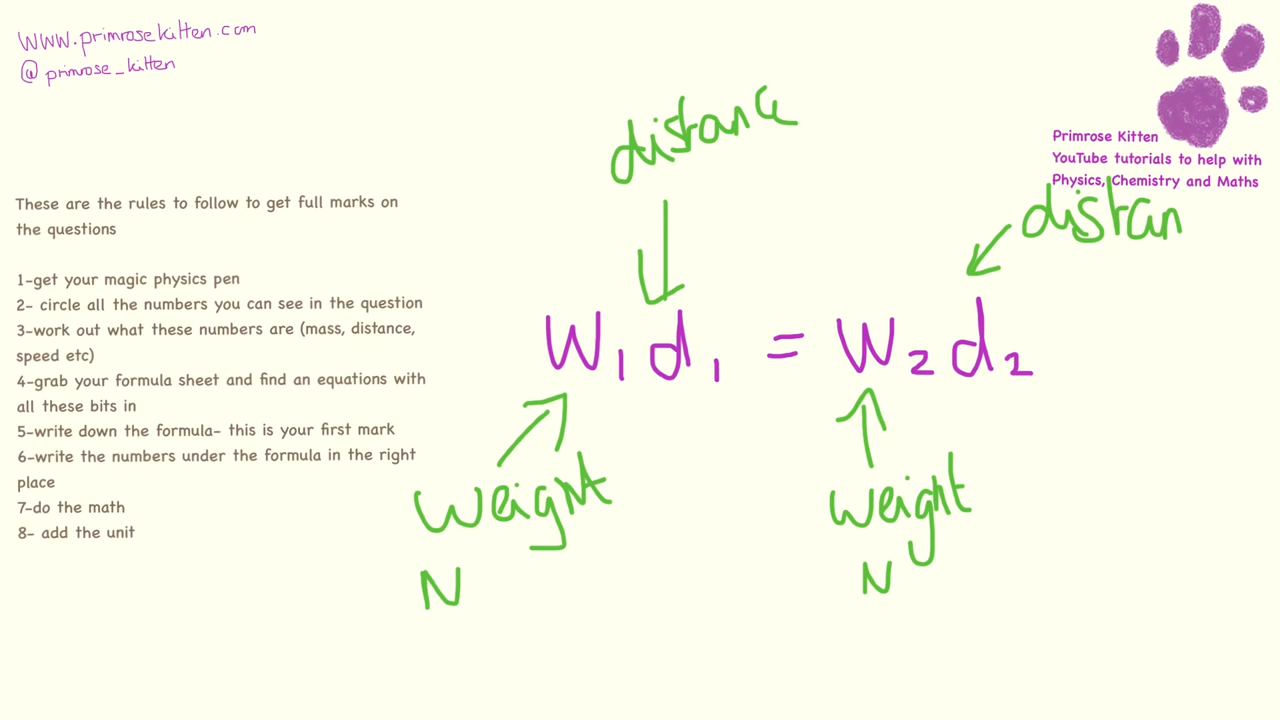 www.primrosekitten.com
@primrose_kitten
Primrose Kitten
YouTube tutorials to help with
Physics, Chemistry and Maths
These are the rules to follow to get full marks on
the questions
1-get your magic physics pen
2- circle all the numbers you can see in the question
3-work out what these numbers are (mass, distance,
speed etc)
4-grab your formula sheet and find an equations with
all these bits in
5-write down the formula- this is your first mark
6-write the numbers under the formula in the right
place
7-do the math
8- add the unit
distance
distan
W₁d₁ = W₂d₂
weight
N
weight
N